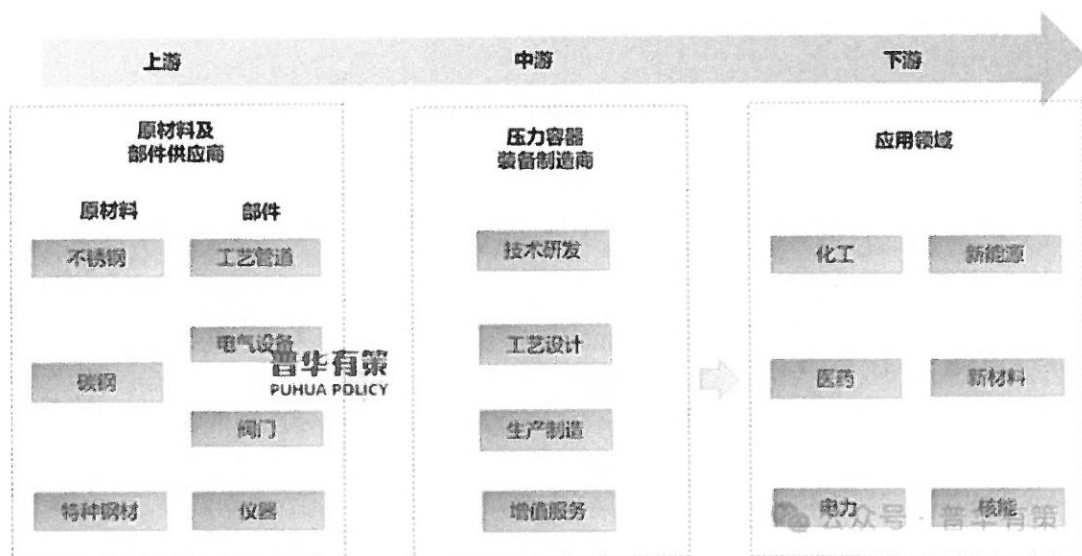 上游
中游
下游
原材料及
部件供应商
原材料
部件
不锈钢
工艺管道
电气设备
碳钢
阀门
特种钢材
仪器
普华有策
PUHUA POLICY
压力容器
装备制造商
技术研发
工艺设计
生产制造
增值服务
应用领域
化工
新能源
医药
新材料
电力
核能
公众号 · 普华有策